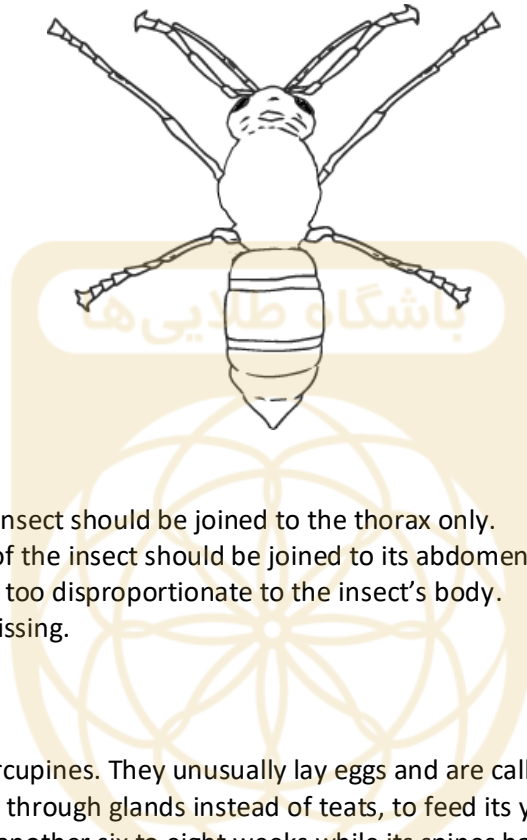 باشگاه طلایی‌ها
insect should be joined to the thorax only.
of the insect should be joined to its abdomen
too disproportionate to the insect’s body.
rcupines. They unusually lay eggs and are call
through glands instead of teats, to feed its y
another six to eight weeks while its spines